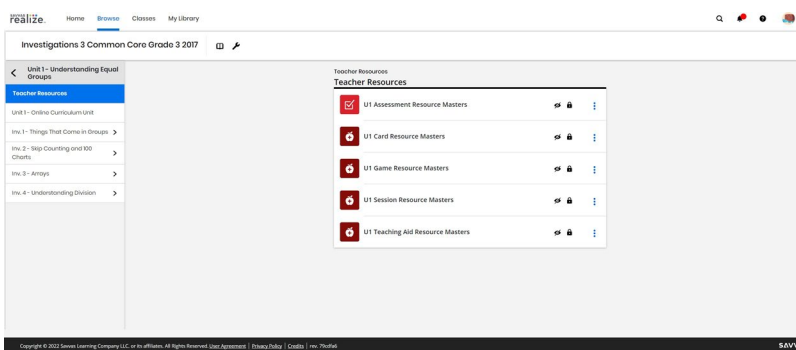 SAVVAS
realize.
Home Browse Classes My Library
Investigations 3 Common Core Grade 3 2017
Unit 1 - Understanding Equal
Groups
Teacher Resources
Unit 1 - Online Curriculum Unit
Inv. 1 - Things That Come in Groups
Inv. 2 - Skip Counting and 100
Charts
Inv. 3 - Arrays
Inv. 4 - Understanding Division
Teacher Resources
Teacher Resources
U1 Assessment Resource Masters
U1 Card Resource Masters
U1 Game Resource Masters
U1 Session Resource Masters
U1 Teaching Aid Resource Masters
Copyright © 2022 Savvas Learning Company LLC. or its affiliates. All Rights Reserved. User Agreement | Privacy Policy | Credits | rev. 79cdfa6
SAVV